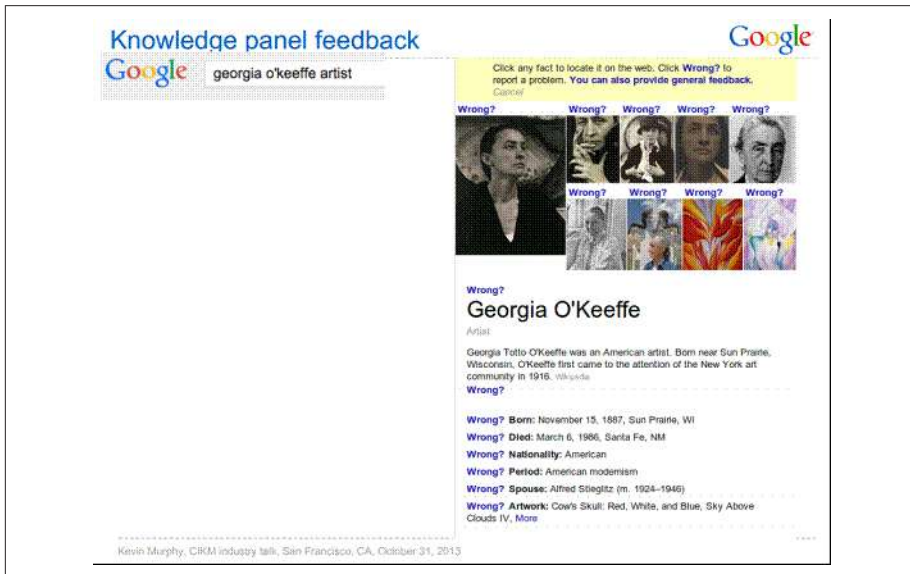 Knowledge panel feedback
Google
Google
georgia o'keeffe artist
Click any fact to locate it on the web. Click Wrong? to
report a problem. You can also provide general feedback.
Cancel
Wrong? Wrong? Wrong? Wrong? Wrong?
Wrong? Wrong? Wrong? Wrong?
Wrong?
Georgia O'Keeffe
Artist
Georgia Totto O'Keeffe was an American artist. Born near Sun Prairie,
Wisconsin, O'Keeffe first came to the attention of the New York art
community in 1916. Wikipedia
Wrong?
Wrong? Born: November 15, 1887, Sun Prairie, WI
Wrong? Died: March 6, 1986, Santa Fe, NM
Wrong? Nationality: American
Wrong? Period: American modernism
Wrong? Spouse: Alfred Stieglitz (m. 1924–1946)
Wrong? Artwork: Cow's Skull: Red, White, and Blue, Sky Above
Clouds IV, More
Kevin Murphy, CIKM industry talk, San Francisco, CA, October 31, 2013